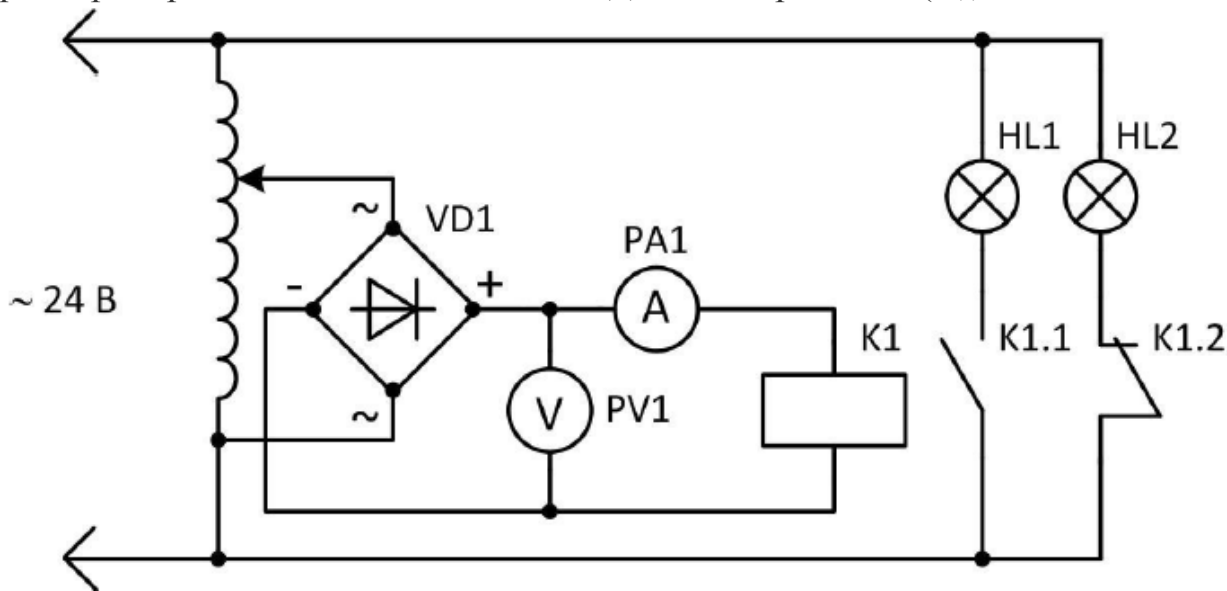 HL1 HL2
~ VD1
PA1
~ 24 В - + A K1 K1.1 K1.2
V PV1
~